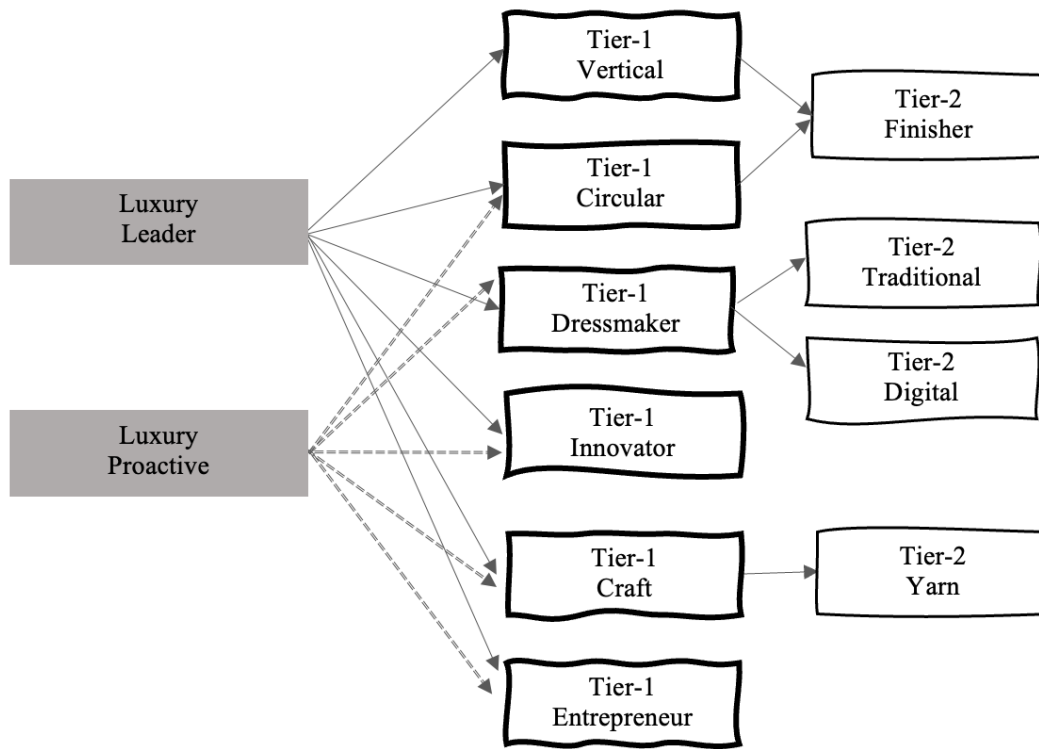 Luxury
Leader
Luxury
Proactive
Tier-1
Vertical
Tier-1
Circular
Tier-1
Dressmaker
Tier-1
Innovator
Tier-1
Craft
Tier-1
Entrepreneur
Tier-2
Finisher
Tier-2
Traditional
Tier-2
Digital
Tier-2
Yarn